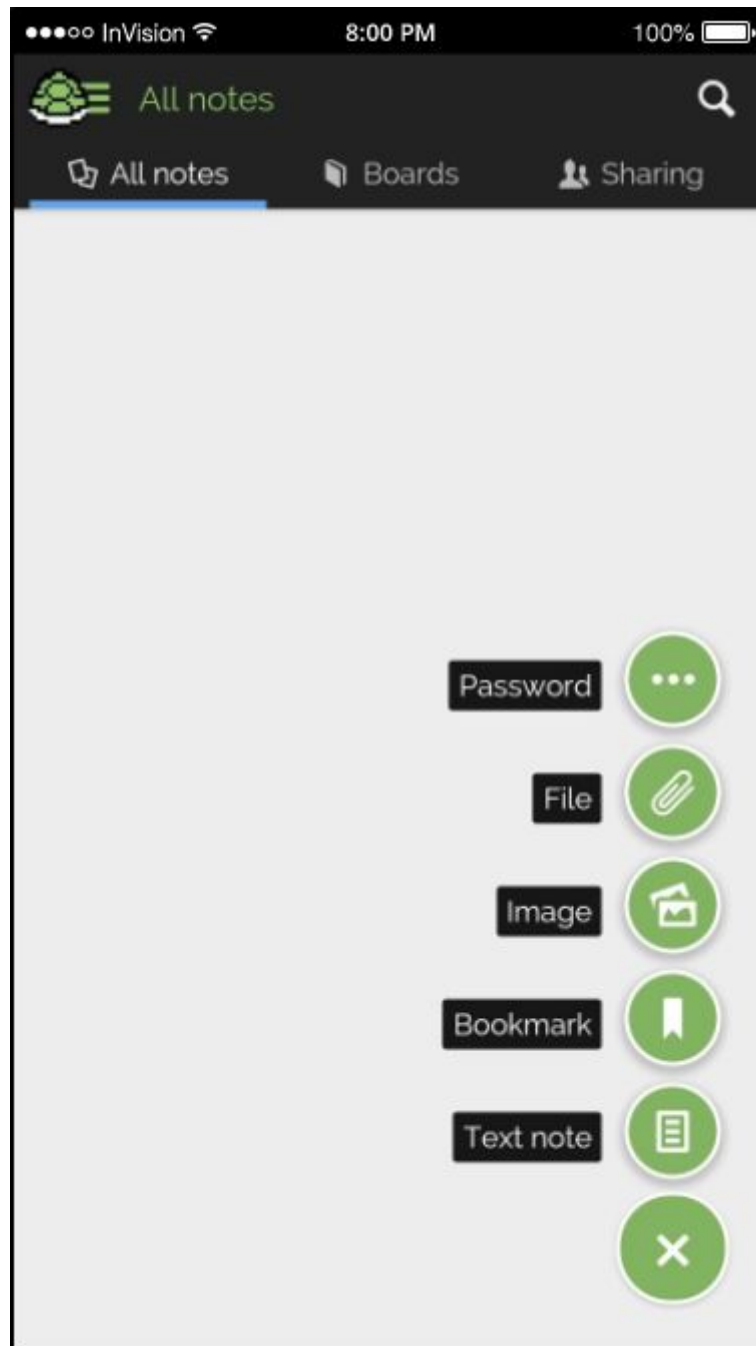 InVision 8:00 PM 100%
All notes
All notes Boards Sharing
Password
File
Image
Bookmark
Text note